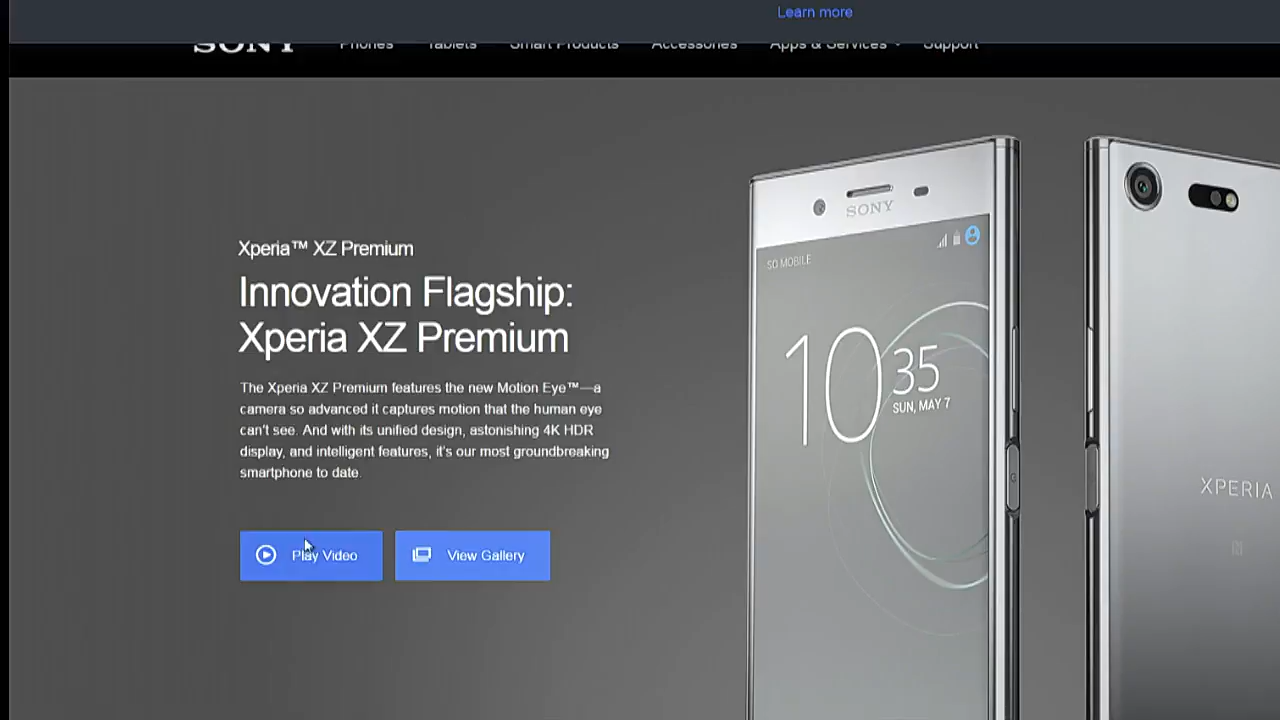 Learn more
SONY Phones Tablets Smart Products Accessories Apps & Services Support
Xperia™ XZ Premium
Innovation Flagship:
Xperia XZ Premium
The Xperia XZ Premium features the new Motion Eye™—a
camera so advanced it captures motion that the human eye
can't see. And with its unified design, astonishing 4K HDR
display, and intelligent features, it's our most groundbreaking
smartphone to date.
Play Video
View Gallery
SONY
SO MOBILE
10 35
SUN, MAY 7
XPERIA